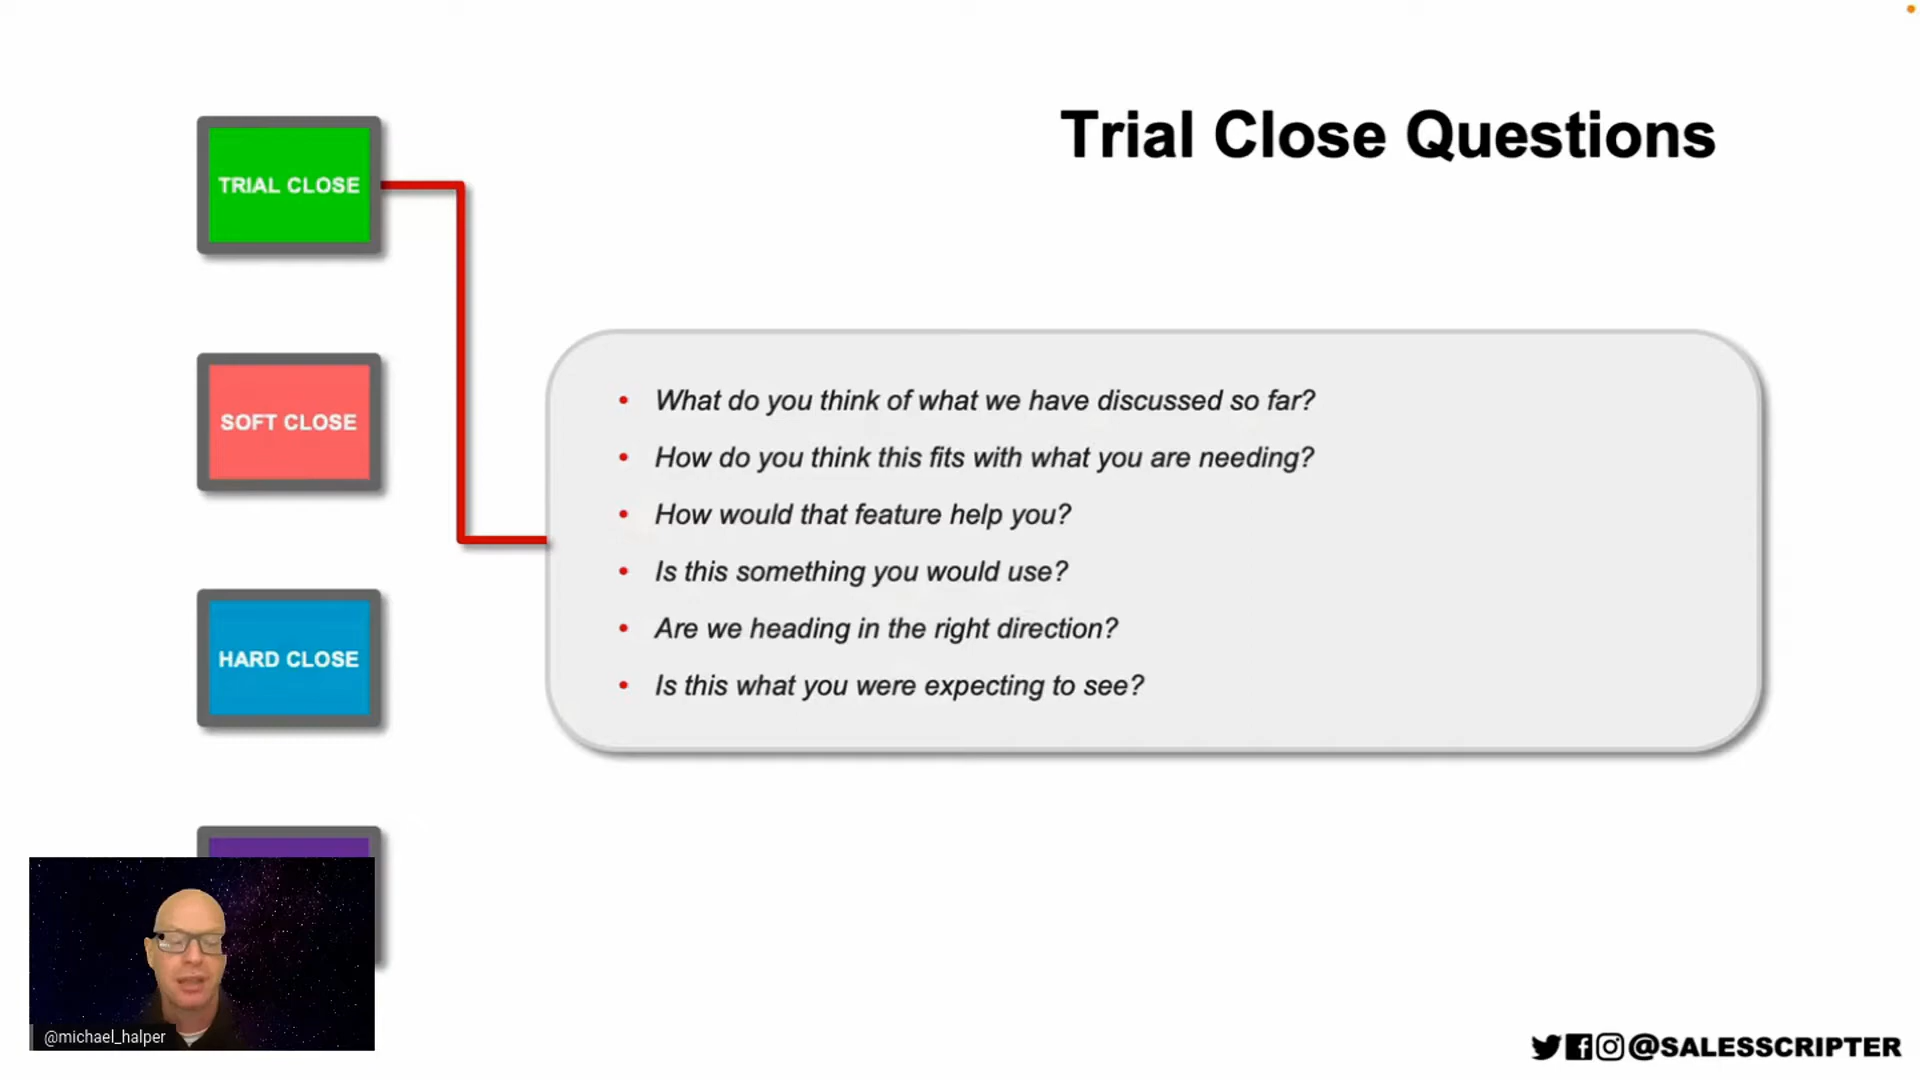 Trial Close Questions
TRIAL CLOSE
SOFT CLOSE
HARD CLOSE
• What do you think of what we have discussed so far?
• How do you think this fits with what you are needing?
• How would that feature help you?
• Is this something you would use?
• Are we heading in the right direction?
• Is this what you were expecting to see?
@michael_halper
@SALESSCRIPTER